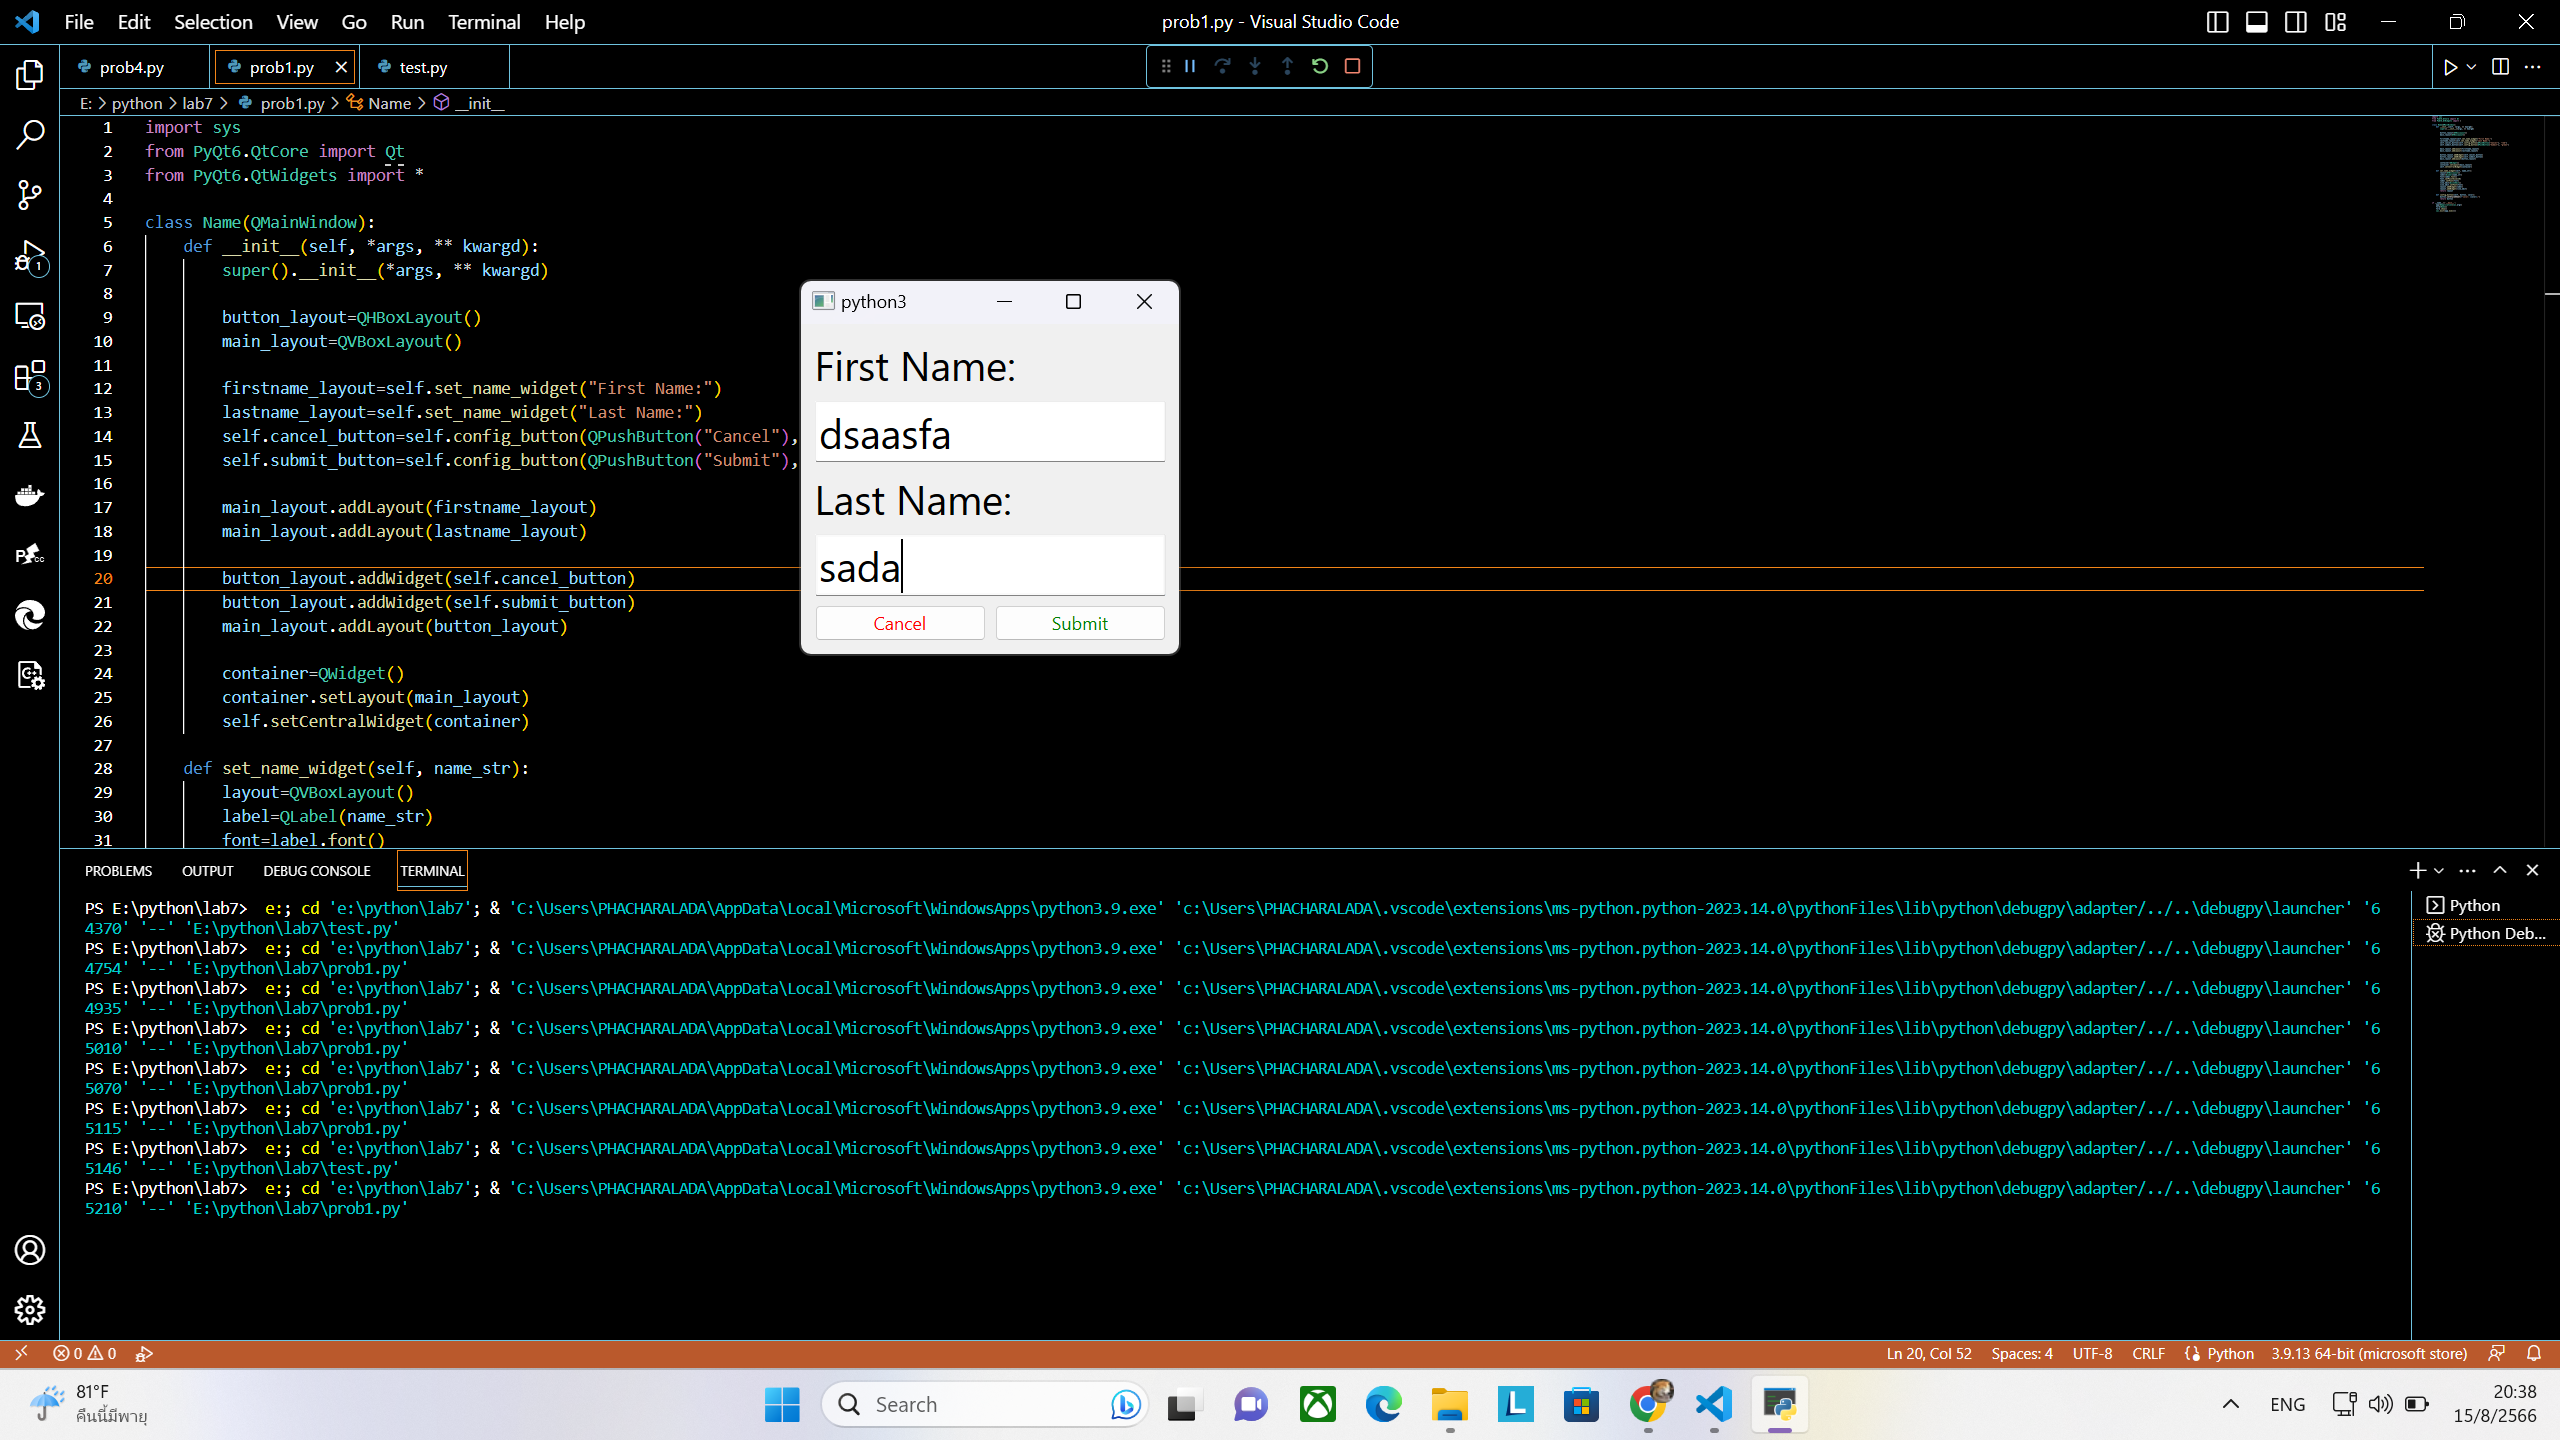 File Edit Selection View Go Run Terminal Help
prob1.py - Visual Studio Code
prob4.py
prob1.py
test.py
E: > python > lab7 > prob1.py > Name > __init__
1 import sys
2 from PyQt6.QtCore import Qt
3 from PyQt6.QtWidgets import *
4
5 class Name(QMainWindow):
6 def __init__(self, *args, ** kwargd):
7 super().__init__(*args, ** kwargd)
8
9 button_layout=QHBoxLayout()
10 main_layout=QVBoxLayout()
11
12 firstname_layout=self.set_name_widget("First Name:")
13 lastname_layout=self.set_name_widget("Last Name:")
14 self.cancel_button=self.config_button(QPushButton("Cancel"),
15 self.submit_button=self.config_button(QPushButton("Submit"),
16
17 main_layout.addLayout(firstname_layout)
18 main_layout.addLayout(lastname_layout)
19
20 button_layout.addWidget(self.cancel_button)
21 button_layout.addWidget(self.submit_button)
22 main_layout.addLayout(button_layout)
23
24 container=QWidget()
25 container.setLayout(main_layout)
26 self.setCentralWidget(container)
27
28 def set_name_widget(self, name_str):
29 layout=QVBoxLayout()
30 label=QLabel(name_str)
31 font=label.font()
python3
First Name:
dsaasfa
Last Name:
sada
Cancel Submit
1
3
PROBLEMS OUTPUT DEBUG CONSOLE TERMINAL
PS E:\python\lab7> e:; cd 'e:\python\lab7'; & 'C:\Users\PHACHARALADA\AppData\Local\Microsoft\WindowsApps\python3.9.exe' 'c:\Users\PHACHARALADA\.vscode\extensions\ms-python.python-2023.14.0\pythonFiles\lib\python\debugpy\adapter/../..\debugpy\launcher' '6
4370' '--' 'E:\python\lab7\test.py'
PS E:\python\lab7> e:; cd 'e:\python\lab7'; & 'C:\Users\PHACHARALADA\AppData\Local\Microsoft\WindowsApps\python3.9.exe' 'c:\Users\PHACHARALADA\.vscode\extensions\ms-python.python-2023.14.0\pythonFiles\lib\python\debugpy\adapter/../..\debugpy\launcher' '6
4754' '--' 'E:\python\lab7\prob1.py'
PS E:\python\lab7> e:; cd 'e:\python\lab7'; & 'C:\Users\PHACHARALADA\AppData\Local\Microsoft\WindowsApps\python3.9.exe' 'c:\Users\PHACHARALADA\.vscode\extensions\ms-python.python-2023.14.0\pythonFiles\lib\python\debugpy\adapter/../..\debugpy\launcher' '6
4935' '--' 'E:\python\lab7\prob1.py'
PS E:\python\lab7> e:; cd 'e:\python\lab7'; & 'C:\Users\PHACHARALADA\AppData\Local\Microsoft\WindowsApps\python3.9.exe' 'c:\Users\PHACHARALADA\.vscode\extensions\ms-python.python-2023.14.0\pythonFiles\lib\python\debugpy\adapter/../..\debugpy\launcher' '6
5010' '--' 'E:\python\lab7\prob1.py'
PS E:\python\lab7> e:; cd 'e:\python\lab7'; & 'C:\Users\PHACHARALADA\AppData\Local\Microsoft\WindowsApps\python3.9.exe' 'c:\Users\PHACHARALADA\.vscode\extensions\ms-python.python-2023.14.0\pythonFiles\lib\python\debugpy\adapter/../..\debugpy\launcher' '6
5070' '--' 'E:\python\lab7\prob1.py'
PS E:\python\lab7> e:; cd 'e:\python\lab7'; & 'C:\Users\PHACHARALADA\AppData\Local\Microsoft\WindowsApps\python3.9.exe' 'c:\Users\PHACHARALADA\.vscode\extensions\ms-python.python-2023.14.0\pythonFiles\lib\python\debugpy\adapter/../..\debugpy\launcher' '6
5115' '--' 'E:\python\lab7\prob1.py'
PS E:\python\lab7> e:; cd 'e:\python\lab7'; & 'C:\Users\PHACHARALADA\AppData\Local\Microsoft\WindowsApps\python3.9.exe' 'c:\Users\PHACHARALADA\.vscode\extensions\ms-python.python-2023.14.0\pythonFiles\lib\python\debugpy\adapter/../..\debugpy\launcher' '6
5146' '--' 'E:\python\lab7\test.py'
PS E:\python\lab7> e:; cd 'e:\python\lab7'; & 'C:\Users\PHACHARALADA\AppData\Local\Microsoft\WindowsApps\python3.9.exe' 'c:\Users\PHACHARALADA\.vscode\extensions\ms-python.python-2023.14.0\pythonFiles\lib\python\debugpy\adapter/../..\debugpy\launcher' '6
5210' '--' 'E:\python\lab7\prob1.py'
Python
Python Deb...
0 0
Ln 20, Col 52 Spaces: 4 UTF-8 CRLF Python 3.9.13 64-bit (microsoft store)
81°F
คืนนี้มีพายุ
Search
ENG
20:38
15/8/2566